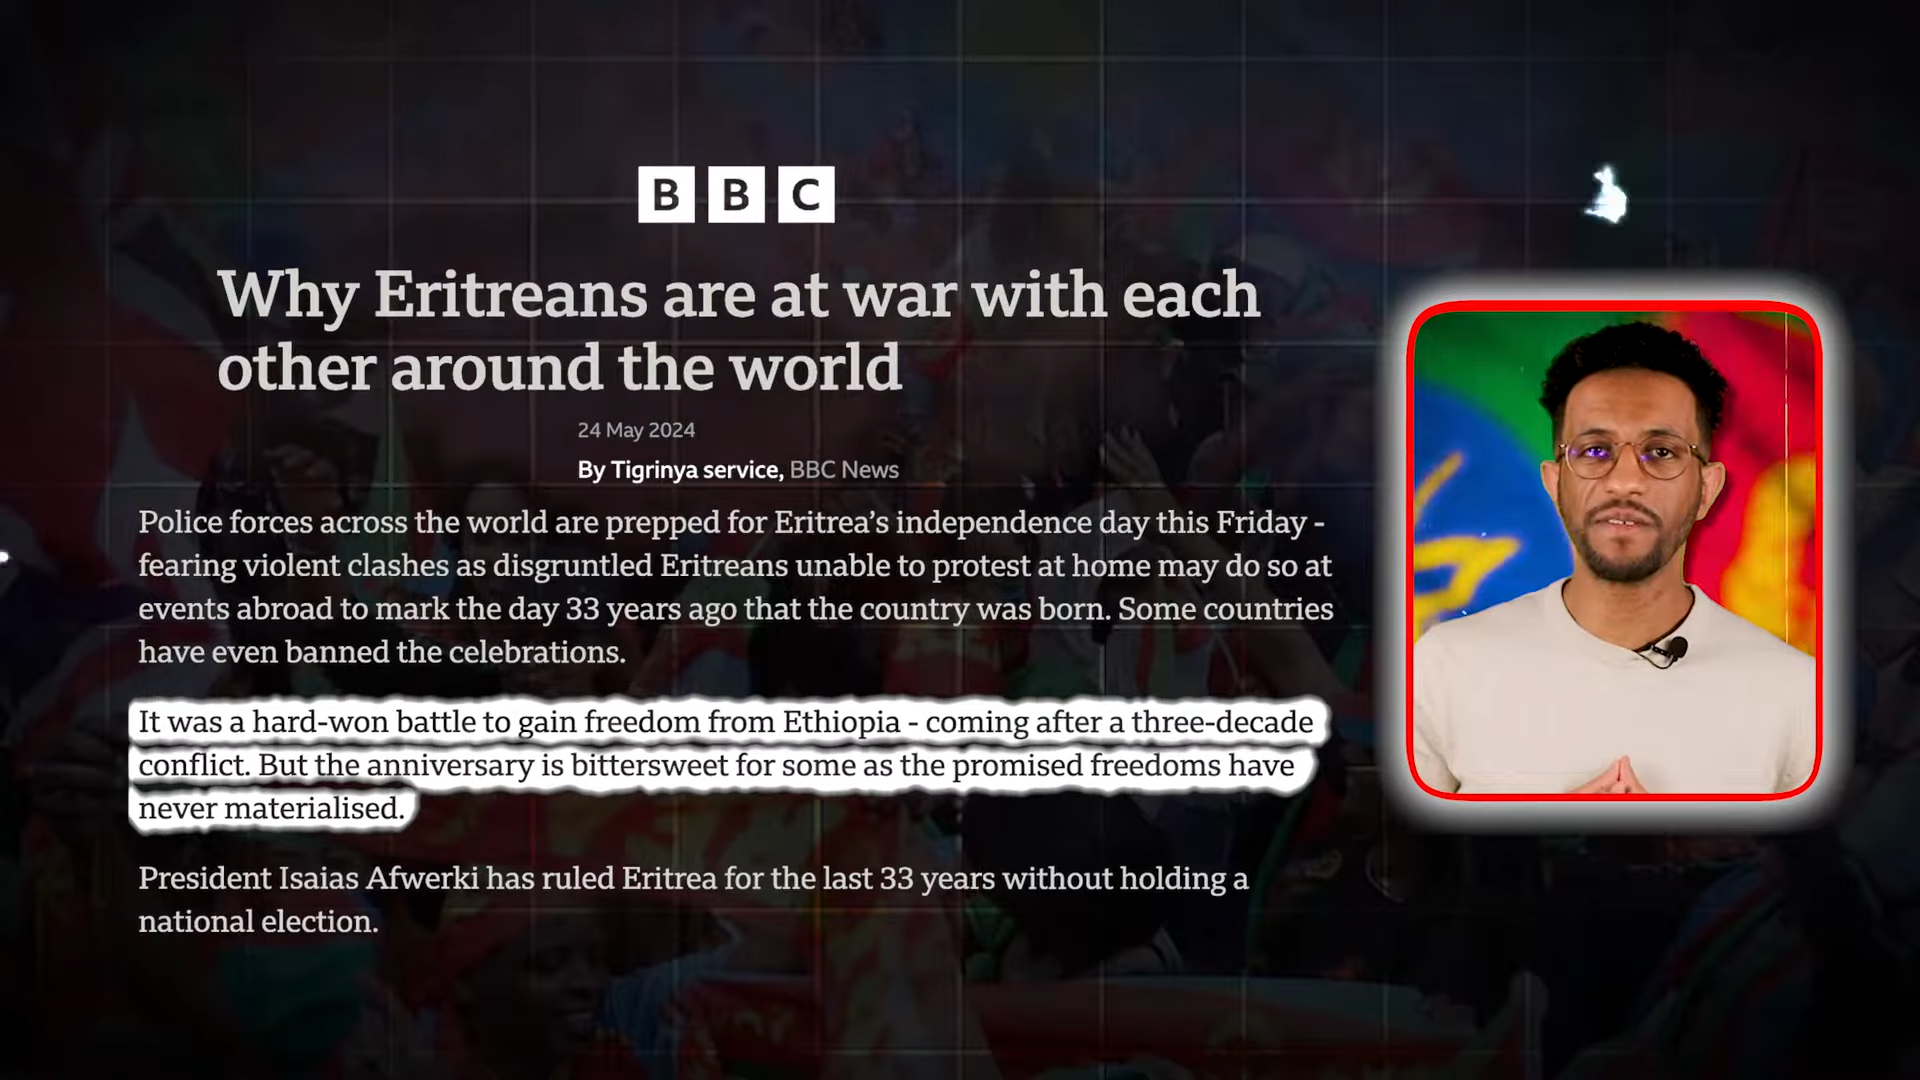 BBC
Why Eritreans are at war with each
other around the world
24 May 2024
By Tigrinya service, BBC News
Police forces across the world are prepped for Eritrea’s independence day this Friday -
fearing violent clashes as disgruntled Eritreans unable to protest at home may do so at
events abroad to mark the day 33 years ago that the country was born. Some countries
have even banned the celebrations.
It was a hard-won battle to gain freedom from Ethiopia - coming after a three-decade
conflict. But the anniversary is bittersweet for some as the promised freedoms have
never materialised.
President Isaias Afwerki has ruled Eritrea for the last 33 years without holding a
national election.